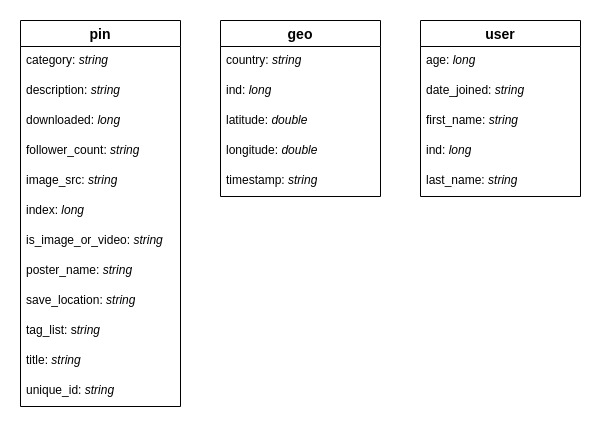 pin
category: string
description: string
downloaded: long
follower_count: string
image_src: string
index: long
is_image_or_video: string
poster_name: string
save_location: string
tag_list: string
title: string
unique_id: string
geo
country: string
ind: long
latitude: double
longitude: double
timestamp: string
user
age: long
date_joined: string
first_name: string
ind: long
last_name: string